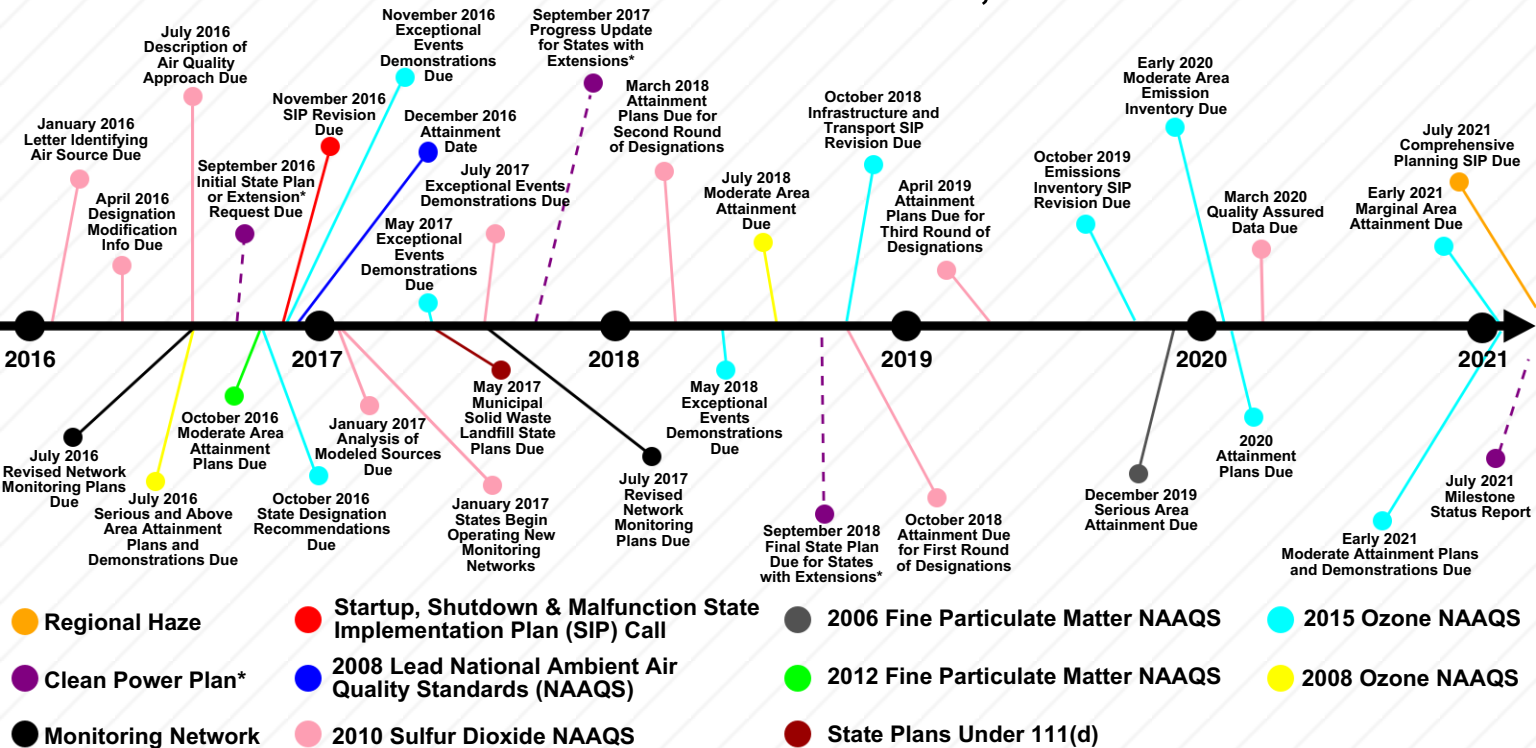 July 2016
Description of
Air Quality
Approach Due
November 2016
Exceptional
Events
Demonstrations
Due
September 2017
Progress Update
for States with
Extensions*
January 2016
Letter Identifying
Air Source Due
April 2016
Designation
Modification
Info Due
September 2016
Initial State Plan
or Extension*
Request Due
November 2016
SIP Revision
Due
December 2016
Attainment
Date
July 2017
Exceptional Events
Demonstrations Due
May 2017
Exceptional
Events
Demonstrations
Due
March 2018
Attainment
Plans Due for
Second Round
of Designations
July 2018
Moderate Area
Attainment
Due
October 2018
Infrastructure and
Transport SIP
Revision Due
April 2019
Attainment
Plans Due for
Third Round of
Designations
October 2019
Emissions
Inventory SIP
Revision Due
Early 2020
Moderate Area
Emission
Inventory Due
March 2020
Quality Assured
Data Due
July 2021
Comprehensive
Planning SIP Due
Early 2021
Marginal Area
Attainment Due
2016
2017
2018
2019
2020
2021
July 2016
Revised Network
Monitoring Plans
Due
July 2016
Serious and Above
Area Attainment
Plans and
Demonstrations Due
October 2016
Moderate Area
Attainment
Plans Due
October 2016
State Designation
Recommendations
Due
January 2017
Analysis of
Modeled Sources
Due
January 2017
States Begin
Operating New
Monitoring
Networks
May 2017
Municipal
Solid Waste
Landfill State
Plans Due
July 2017
Revised
Network
Monitoring
Plans Due
May 2018
Exceptional
Events
Demonstrations
Due
September 2018
Final State Plan
Due for States
with Extensions*
October 2018
Attainment Due
for First Round
of Designations
December 2019
Serious Area
Attainment Due
2020
Attainment
Plans Due
Early 2021
Moderate Attainment Plans
and Demonstrations Due
July 2021
Milestone
Status Report
Regional Haze
Clean Power Plan*
Monitoring Network
Startup, Shutdown & Malfunction State
Implementation Plan (SIP) Call
2008 Lead National Ambient Air
Quality Standards (NAAQS)
2010 Sulfur Dioxide NAAQS
2006 Fine Particulate Matter NAAQS
2012 Fine Particulate Matter NAAQS
State Plans Under 111(d)
2015 Ozone NAAQS
2008 Ozone NAAQS